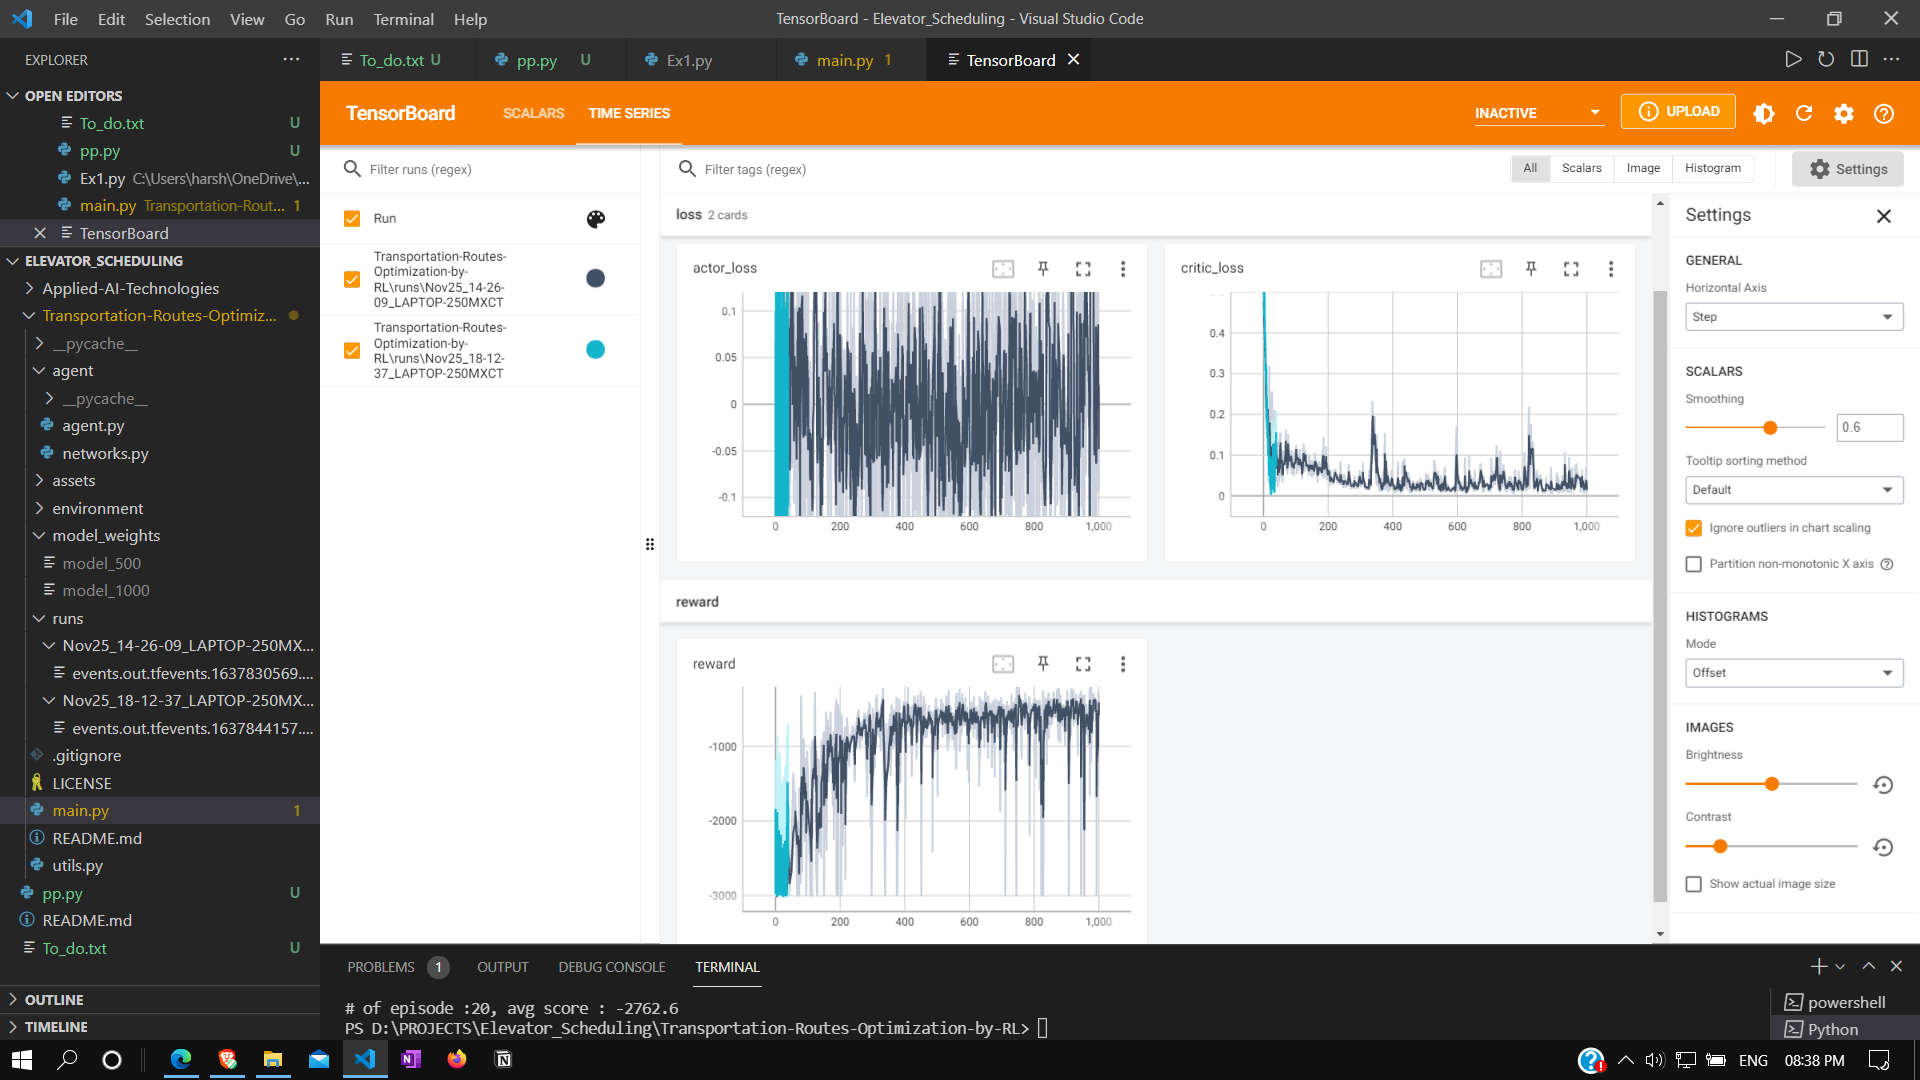 File Edit Selection View Go Run Terminal Help
TensorBoard - Elevator_Scheduling - Visual Studio Code
EXPLORER
To_do.txt U
pp.py U
Ex1.py
main.py 1
TensorBoard
OPEN EDITORS
To_do.txt U
pp.py U
Ex1.py C:\Users\harsh\OneDrive\...
main.py Transportation-Rout... 1
TensorBoard
ELEVATOR_SCHEDULING
Applied-AI-Technologies
Transportation-Routes-Optimiz...
__pycache__
agent
__pycache__
agent.py
networks.py
assets
environment
model_weights
model_500
model_1000
runs
Nov25_14-26-09_LAPTOP-250MX...
events.out.tfevents.1637830569....
Nov25_18-12-37_LAPTOP-250MX...
events.out.tfevents.1637844157....
.gitignore
LICENSE
main.py 1
README.md
utils.py
pp.py U
README.md
To_do.txt U
OUTLINE
TIMELINE
TensorBoard
SCALARS
TIME SERIES
INACTIVE
UPLOAD
Filter runs (regex)
Run
Transportation-Routes-
Optimization-by-
RL\runs\Nov25_14-26-
09_LAPTOP-250MXCT
Transportation-Routes-
Optimization-by-
RL\runs\Nov25_18-12-
37_LAPTOP-250MXCT
Filter tags (regex)
All Scalars Image Histogram
Settings
loss 2 cards
actor_loss
0.1
0.05
0
-0.05
-0.1
0 200 400 600 800 1,000
critic_loss
0.4
0.3
0.2
0.1
0
0 200 400 600 800 1,000
reward
reward
-1000
-2000
-3000
0 200 400 600 800 1,000
Settings
GENERAL
Horizontal Axis
Step
SCALARS
Smoothing
0.6
Tooltip sorting method
Default
Ignore outliers in chart scaling
Partition non-monotonic X axis
HISTOGRAMS
Mode
Offset
IMAGES
Brightness
Contrast
Show actual image size
PROBLEMS 1 OUTPUT DEBUG CONSOLE TERMINAL
# of episode :20, avg score : -2762.6
PS D:\PROJECTS\Elevator_Scheduling\Transportation-Routes-Optimization-by-RL>
powershell
Python
ENG 08:38 PM